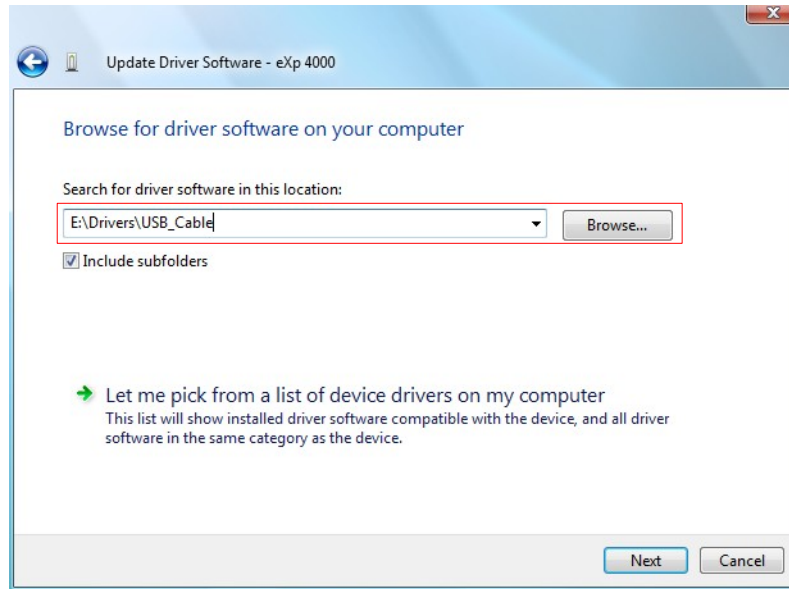 Update Driver Software - eXp 4000
Browse for driver software on your computer
Search for driver software in this location:
E:\Drivers\USB_Cable
Browse...
Include subfolders
Let me pick from a list of device drivers on my computer
This list will show installed driver software compatible with the device, and all driver
software in the same category as the device.
Next
Cancel